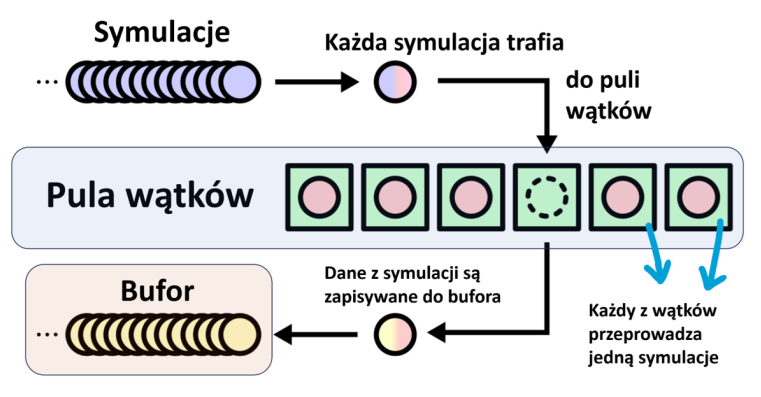 Symulacje
Każda symulacja trafia
...
do puli
wątków
Pula wątków
Bufor
Dane z symulacji są
zapisywane do bufora
...
Każdy z wątków
przeprowadza
jedną symulacje